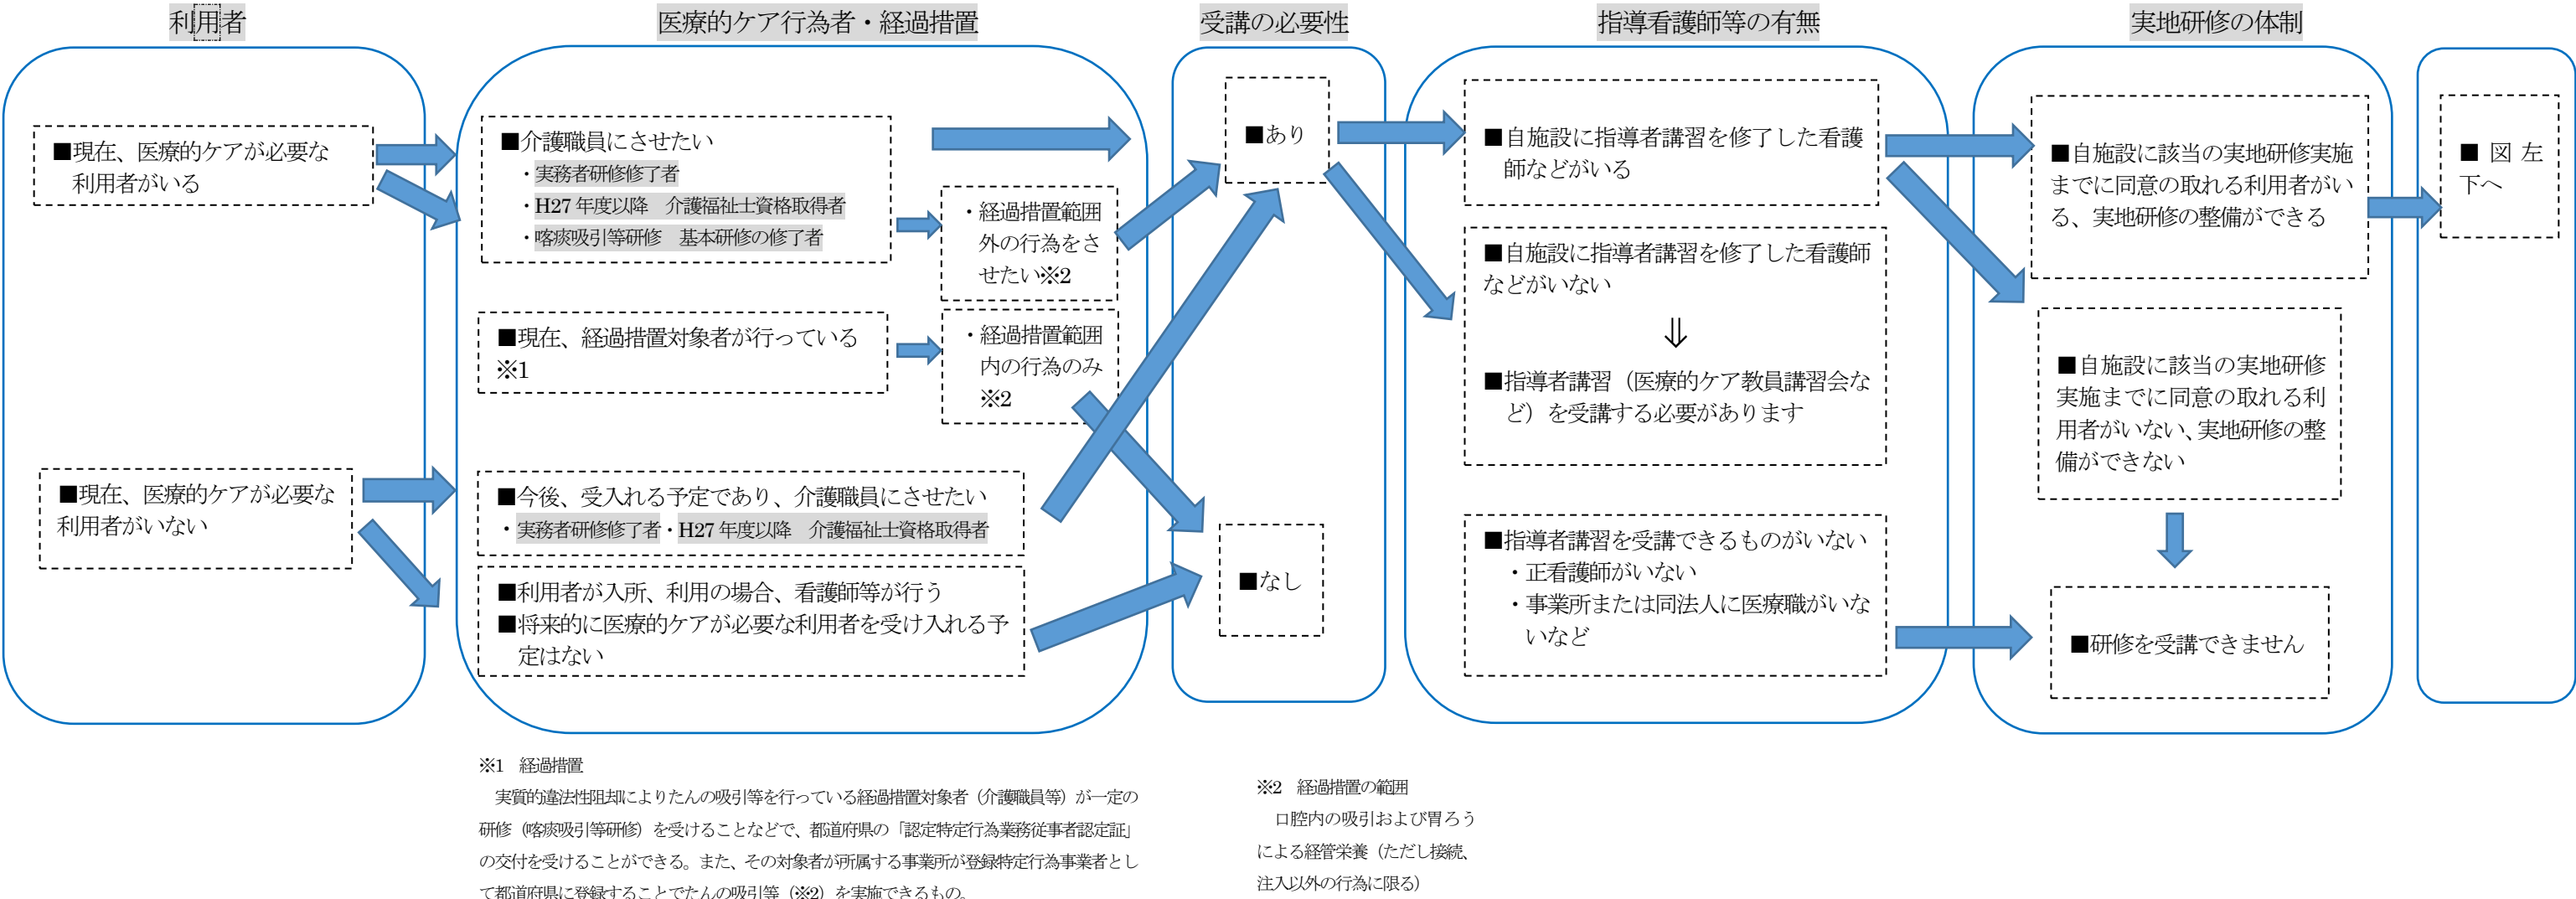 利用者
医療的ケア行為者・経過措置
受講の必要性
指導看護師等の有無
実地研修の体制
■現在、医療的ケアが必要な
利用者がいる
■現在、医療的ケアが必要な
利用者がいない
■介護職員にさせたい
・実務者研修修了者
・H27 年度以降　介護福祉士資格取得者
・喀痰吸引等研修　基本研修の修了者
・経過措置範囲
外の行為をさ
せたい※2
■現在、経過措置対象者が行っている
※1
・経過措置範囲
内の行為のみ
※2
■今後、受入れる予定であり、介護職員にさせたい
・実務者研修修了者・H27 年度以降　介護福祉士資格取得者
■利用者が入所、利用の場合、看護師等が行う
■将来的に医療的ケアが必要な利用者を受け入れる予
定はない
■あり
■なし
■自施設に指導者講習を修了した看護
師などがいる
■自施設に指導者講習を修了した看護師
などがいない
⇓
■指導者講習（医療的ケア教員講習会な
ど）を受講する必要があります
■指導者講習を受講できるものがいない
・正看護師がいない
・事業所または同法人に医療職がいな
いなど
■自施設に該当の実地研修実施
までに同意の取れる利用者がい
る、実地研修の整備ができる
■自施設に該当の実地研修
実施までに同意の取れる利
用者がいない、実地研修の整
備ができない
■研修を受講できません
■ 図 左
下へ
※1　経過措置
実質的違法性阻却によりたんの吸引等を行っている経過措置対象者（介護職員等）が一定の
研修（喀痰吸引等研修）を受けることなどで、都道府県の「認定特定行為業務従事者認定証」
の交付を受けることができる。また、その対象者が所属する事業所が登録特定行為事業者とし
て都道府県に登録することでたんの吸引等（※2）を実施できるもの。
※2　経過措置の範囲
口腔内の吸引および胃ろう
による経管栄養（ただし接続、
注入以外の行為に限る）